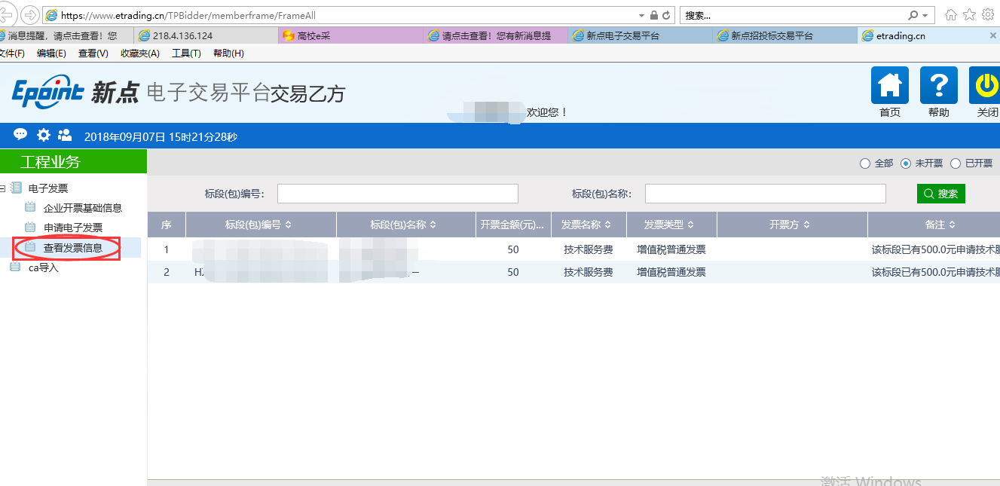 https://www.etrading.cn/TPBidder/memberframe/FrameAll 搜索...
消息提醒，请点击查看！您 218.4.136.124 高校e采 请点击查看！您有新消息提 新点电子交易平台 新点招投标交易平台 etrading.cn
文件(F) 编辑(E) 查看(V) 收藏夹(A) 工具(T) 帮助(H)
Epoint 新点 电子交易平台交易乙方
欢迎您！
首页 帮助 关闭
2018年09月07日 15时21分28秒
工程业务
全部 未开票 已开票
电子发票
企业开票基础信息
申请电子发票
查看发票信息
ca导入
标段(包)编号： 标段(包)名称： 搜索
序 标段(包)编号 标段(包)名称 开票金额(元)... 发票名称 发票类型 开票方 备注
1 50 技术服务费 增值税普通发票 该标段已有500.0元申请技术服
2 50 技术服务费 增值税普通发票 该标段已有500.0元申请技术服
激活 Windows